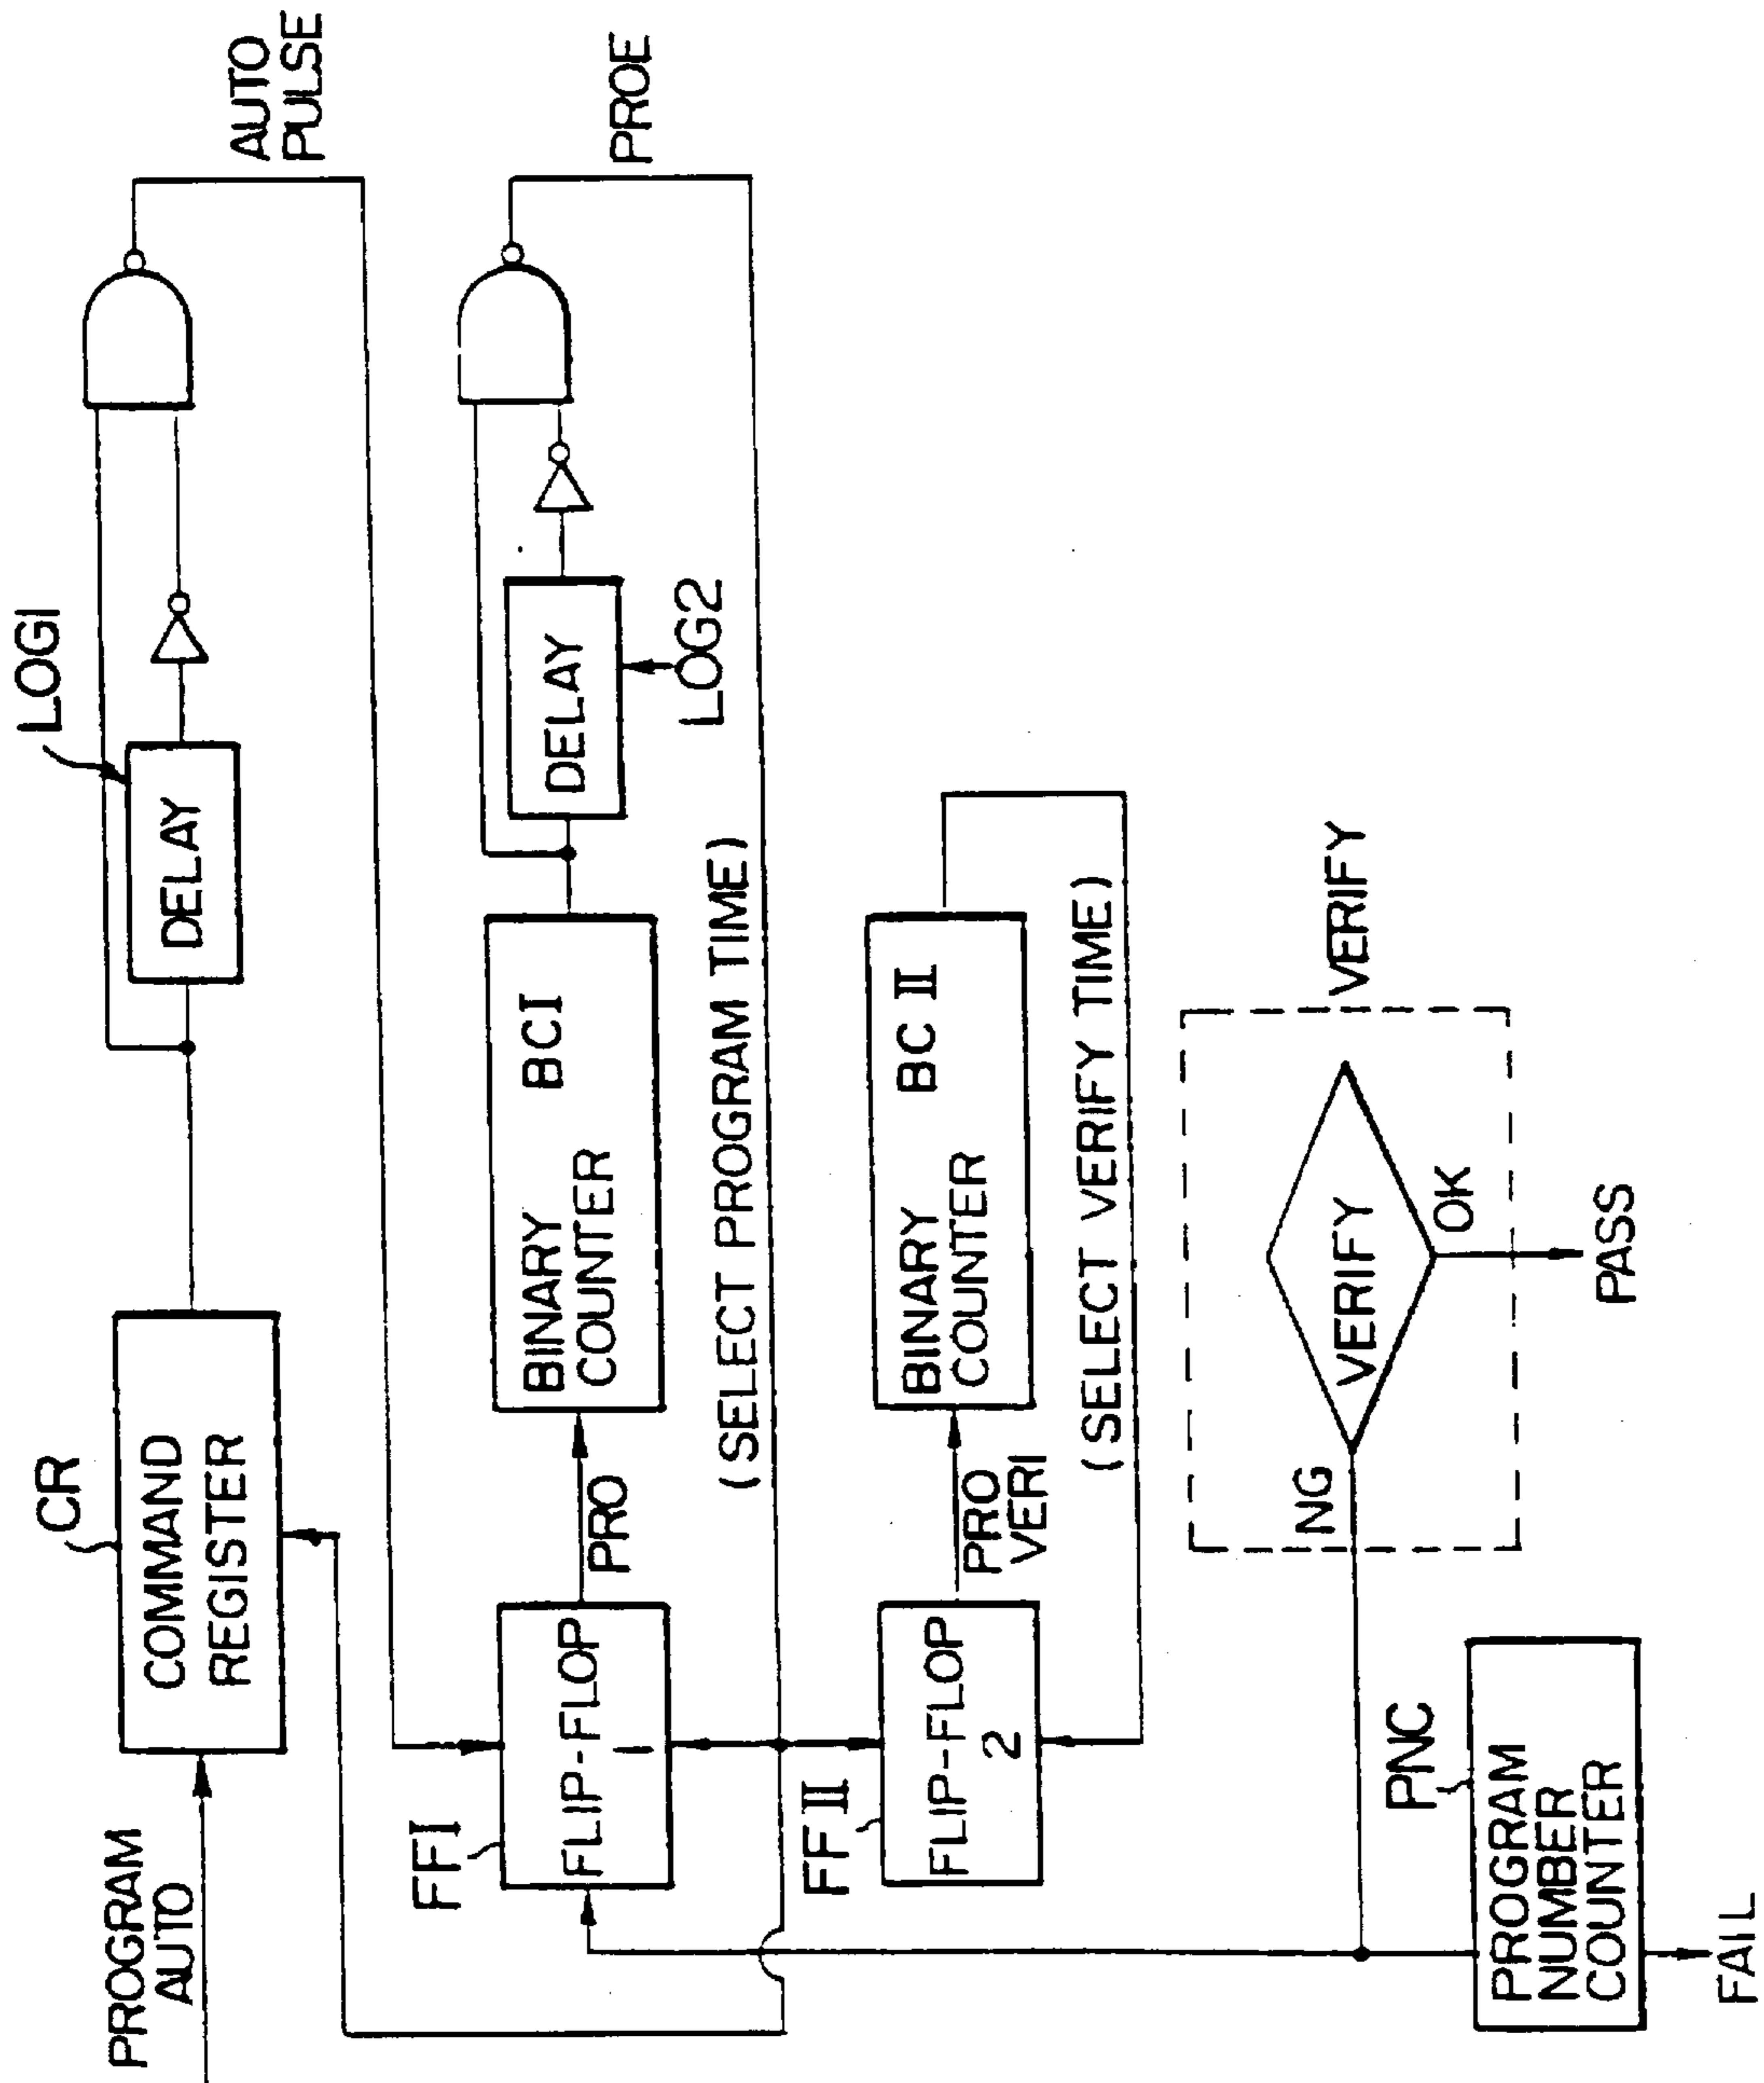 PROGRAM
AUTO
CR
COMMAND
REGISTER
LOG1
DELAY
AUTO
PULSE
FFI
FLIP-FLOP
1
PRO
BINARY
COUNTER
BCI
DELAY
LOG2
PROE
(SELECT PROGRAM TIME)
FF II
FLIP-FLOP
2
PRO
VERI
BINARY
COUNTER
BC II
(SELECT VERIFY TIME)
PNC
PROGRAM
NUMBER
COUNTER
FAIL
NG
VERIFY
OK
PASS
VERIFY